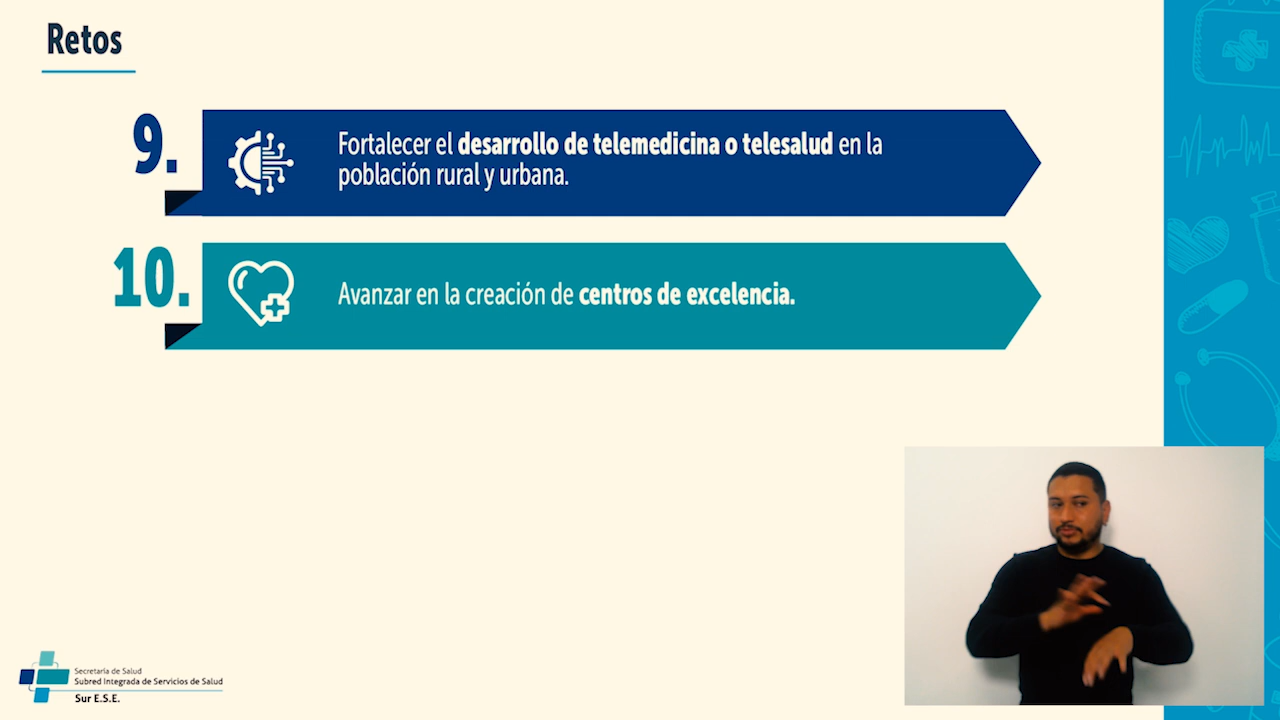 Retos
9.
Fortalecer el desarrollo de telemedicina o telesalud en la
población rural y urbana.
10.
Avanzar en la creación de centros de excelencia.
Secretaría de Salud
Subred Integrada de Servicios de Salud
Sur E.S.E.